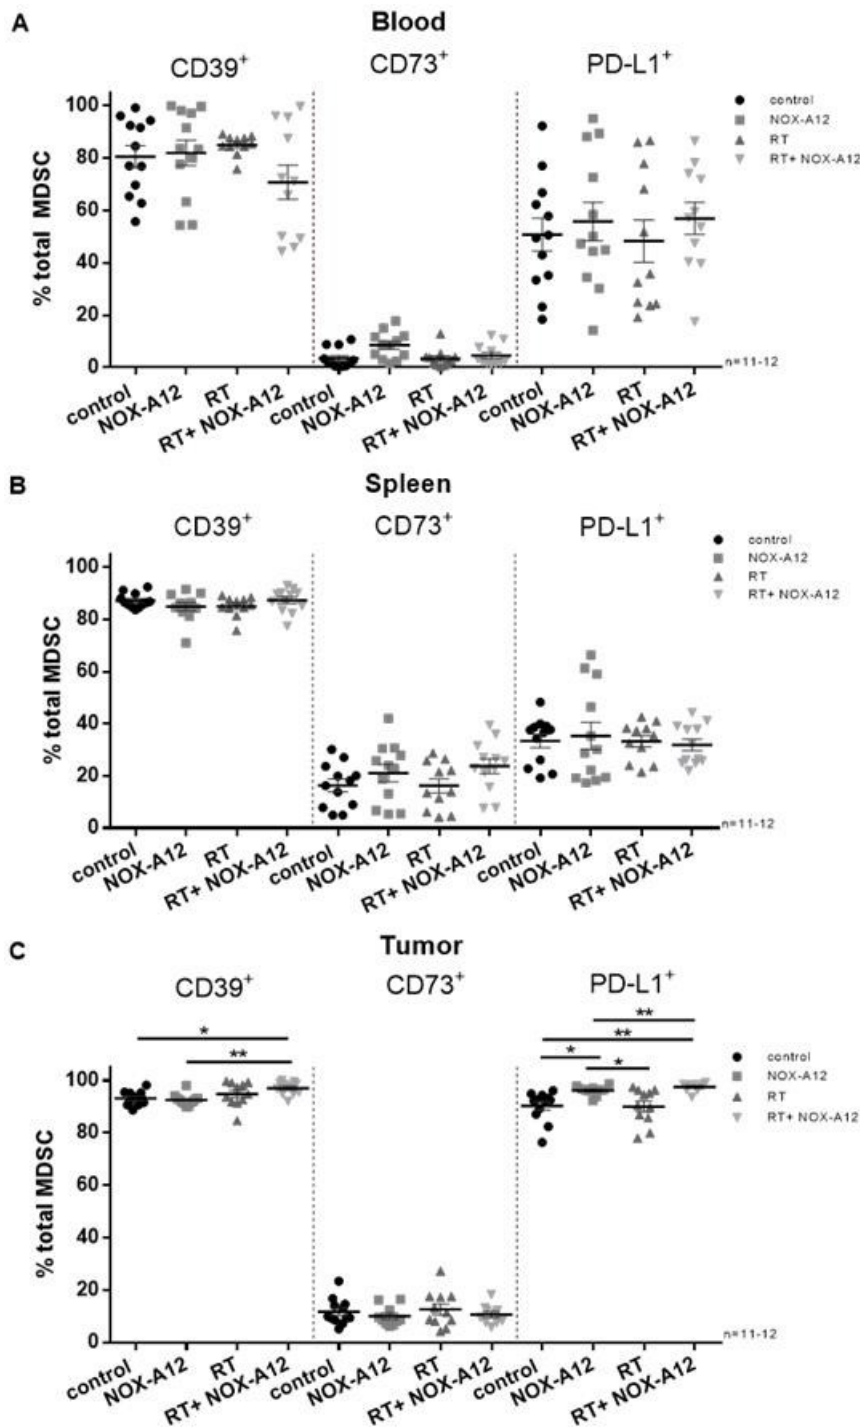 A
Blood
CD39+
CD73+
PD-L1+
control
NOX-A12
RT
RT+ NOX-A12
% total MDSC
100
80
60
40
20
0
n=11-12
control
NOX-A12
RT
RT+ NOX-A12
control
NOX-A12
RT
RT+ NOX-A12
control
NOX-A12
RT
RT+ NOX-A12
B
Spleen
CD39+
CD73+
PD-L1+
control
NOX-A12
RT
RT+ NOX-A12
% total MDSC
100
80
60
40
20
0
n=11-12
control
NOX-A12
RT
RT+ NOX-A12
control
NOX-A12
RT
RT+ NOX-A12
control
NOX-A12
RT
RT+ NOX-A12
C
Tumor
CD39+
CD73+
PD-L1+
**
*
**
**
*
*
control
NOX-A12
RT
RT+ NOX-A12
% total MDSC
100
80
60
40
20
0
n=11-12
control
NOX-A12
RT
RT+ NOX-A12
control
NOX-A12
RT
RT+ NOX-A12
control
NOX-A12
RT
RT+ NOX-A12